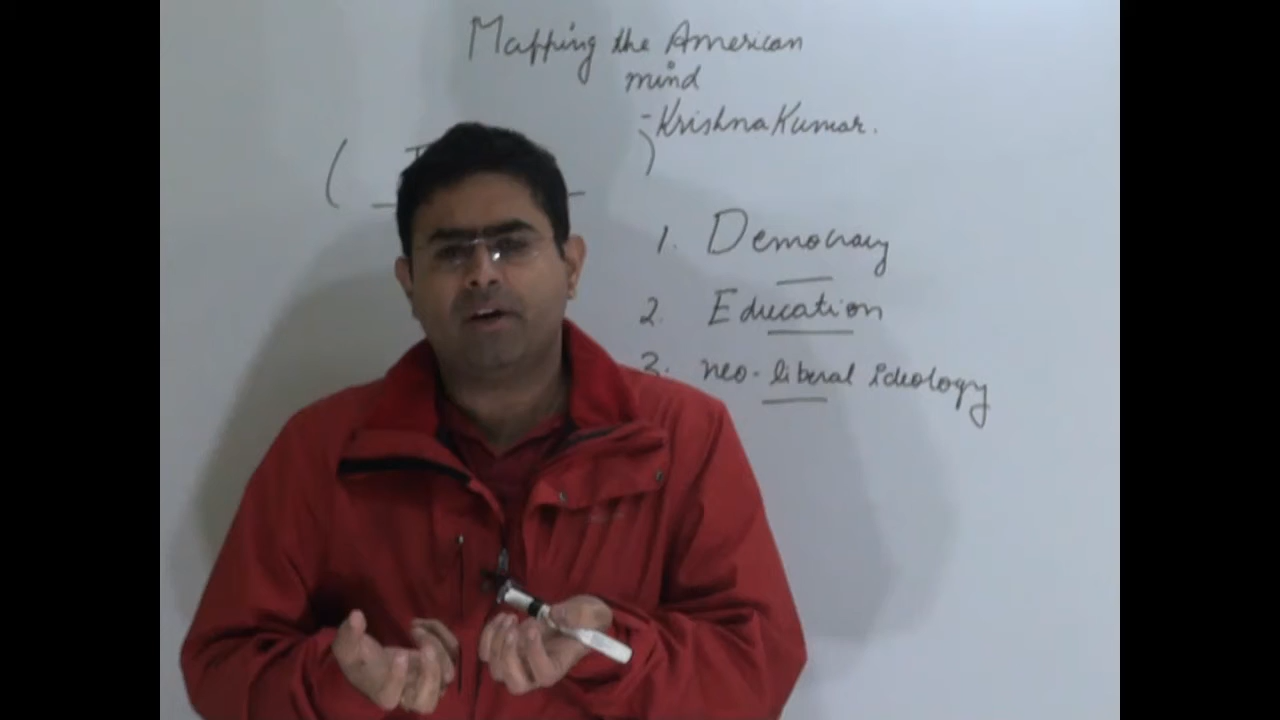 Mapping the American
mind
- Krishna Kumar.
( )
1. Democracy
2. Education
3. neo-liberal ideology